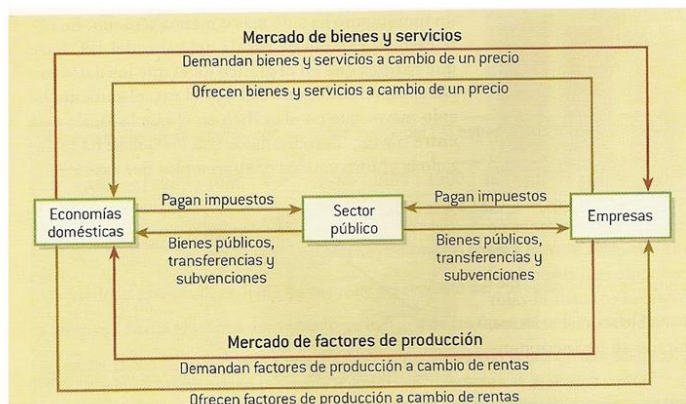 Mercado de bienes y servicios
Demandan bienes y servicios a cambio de un precio
Ofrecen bienes y servicios a cambio de un precio
Economías
domésticas
Pagan impuestos
Bienes públicos,
transferencias y
subvenciones
Sector
público
Pagan impuestos
Bienes públicos,
transferencias y
subvenciones
Empresas
Mercado de factores de producción
Demandan factores de producción a cambio de rentas
Ofrecen factores de producción a cambio de rentas